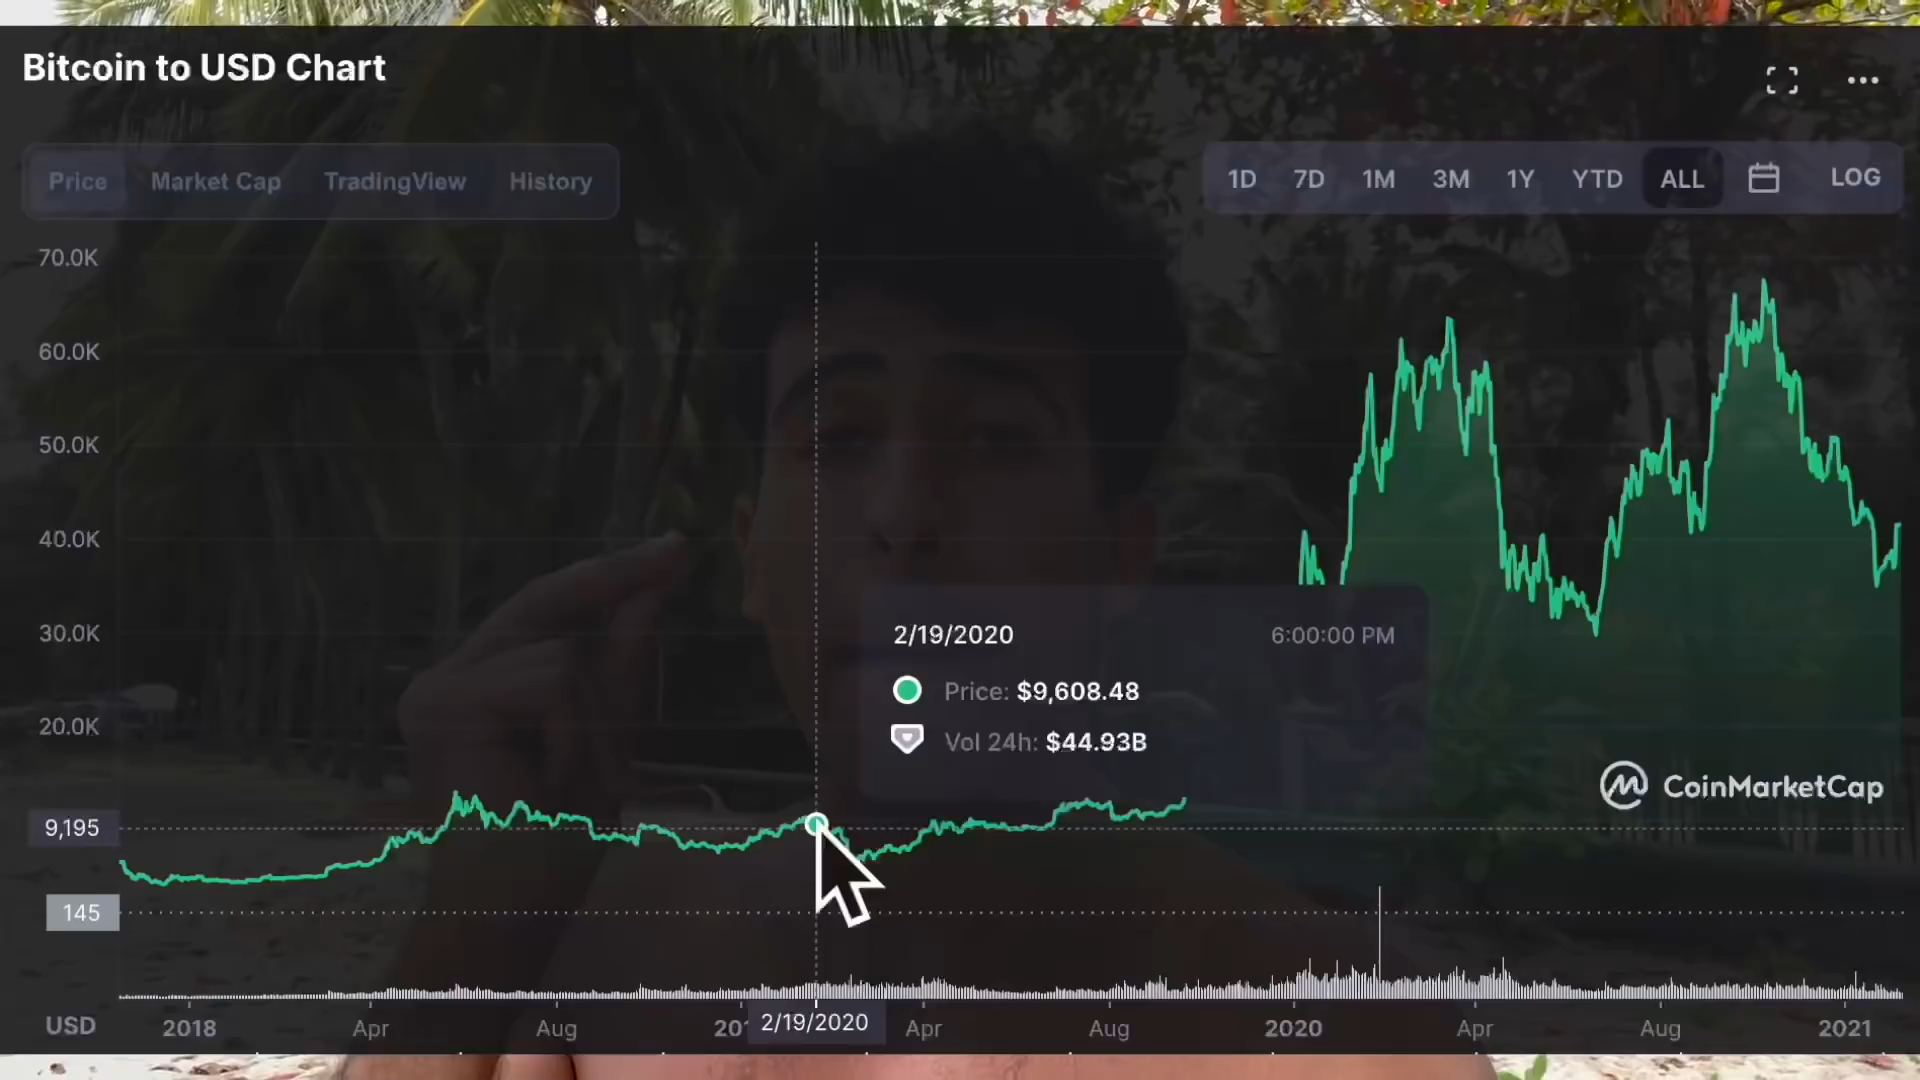 Bitcoin to USD Chart
Price Market Cap TradingView History
1D 7D 1M 3M 1Y YTD ALL LOG
70.0K
60.0K
50.0K
40.0K
30.0K
20.0K
2/19/2020 6:00:00 PM
Price: $9,608.48
Vol 24h: $44.93B
CoinMarketCap
9,195
145
USD 2018 Apr Aug 201 2/19/2020 Apr Aug 2020 Apr Aug 2021